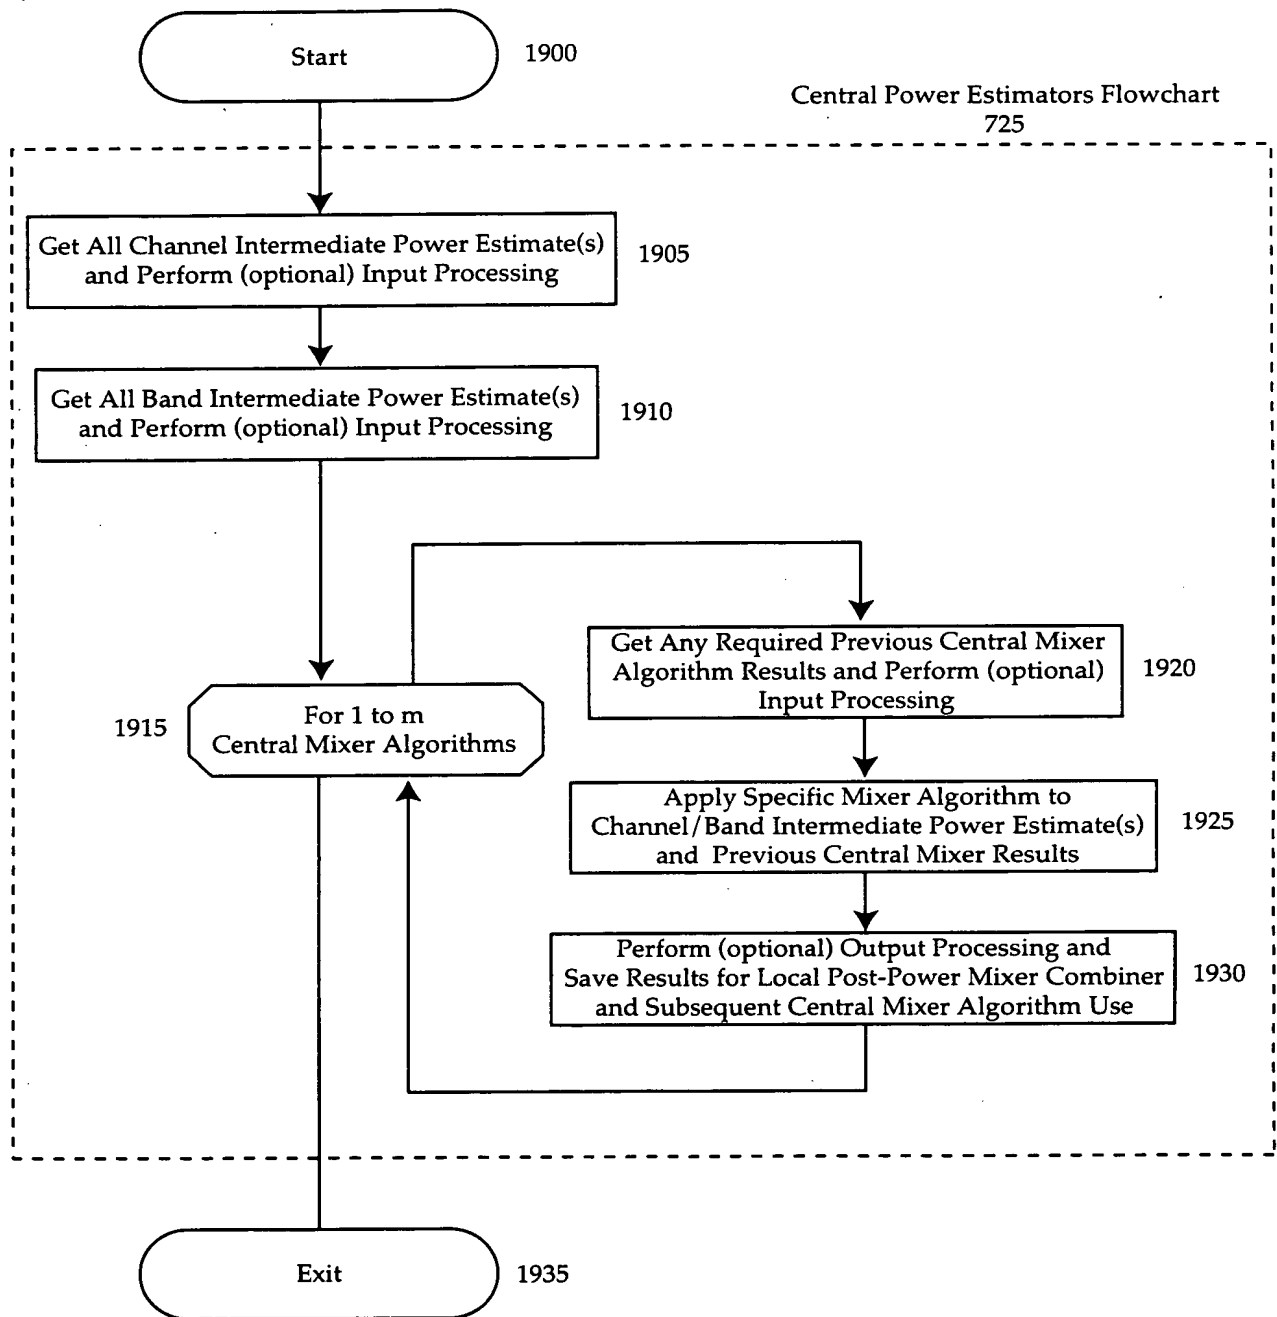 Start
1900
Central Power Estimators Flowchart
725
Get All Channel Intermediate Power Estimate(s)
and Perform (optional) Input Processing
1905
Get All Band Intermediate Power Estimate(s)
and Perform (optional) Input Processing
1910
Get Any Required Previous Central Mixer
Algorithm Results and Perform (optional)
Input Processing
1920
1915
For 1 to m
Central Mixer Algorithms
Apply Specific Mixer Algorithm to
Channel/Band Intermediate Power Estimate(s)
and Previous Central Mixer Results
1925
Perform (optional) Output Processing and
Save Results for Local Post-Power Mixer Combiner
and Subsequent Central Mixer Algorithm Use
1930
Exit
1935